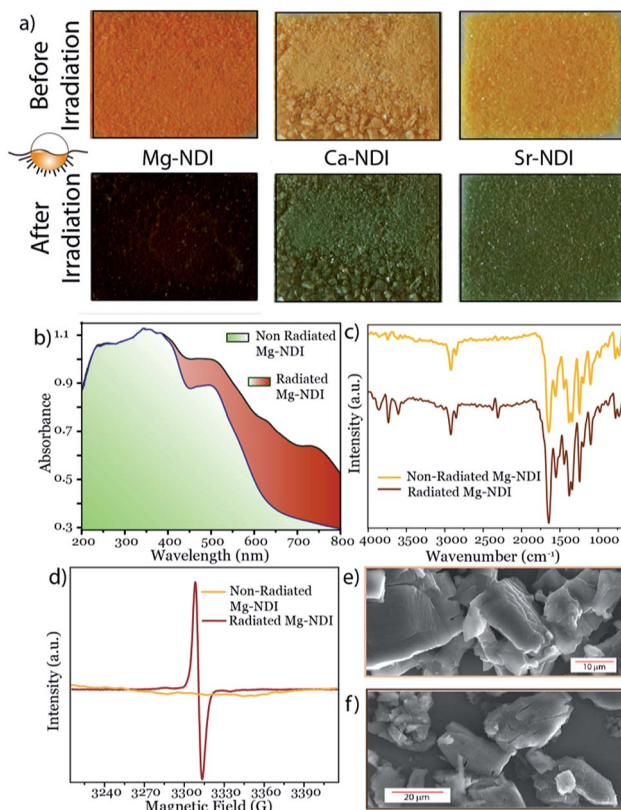 a)
Before
Irradiation
Mg-NDI
Ca-NDI
Sr-NDI
After
Irradiation
b)
1.1
0.9
0.7
0.5
0.3
Absorbance
Non Radiated
Mg-NDI
Radiated
Mg-NDI
200
300
400
500
600
700
800
Wavelength (nm)
c)
Intensity (a.u.)
Non-Radiated Mg-NDI
Radiated Mg-NDI
4000
3500
3000
2500
2000
1500
1000
Wavenumber (cm⁻¹)
d)
Intensity (a.u.)
Non-Radiated
Mg-NDI
Radiated Mg-NDI
3240
3270
3300
3330
3360
3390
Magnetic Field (G)
e)
10 μm
f)
20 μm